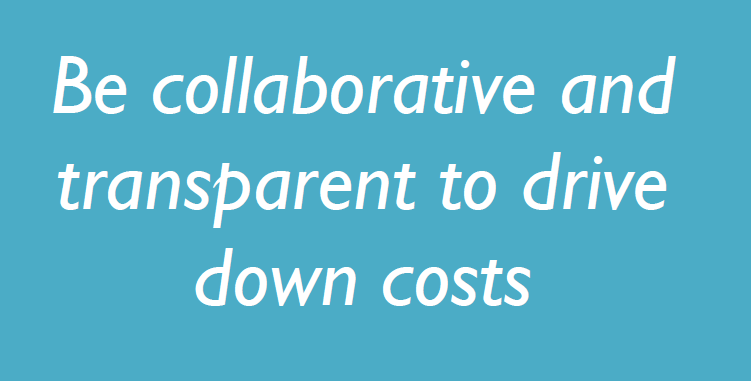 Be collaborative and
transparent to drive
down costs